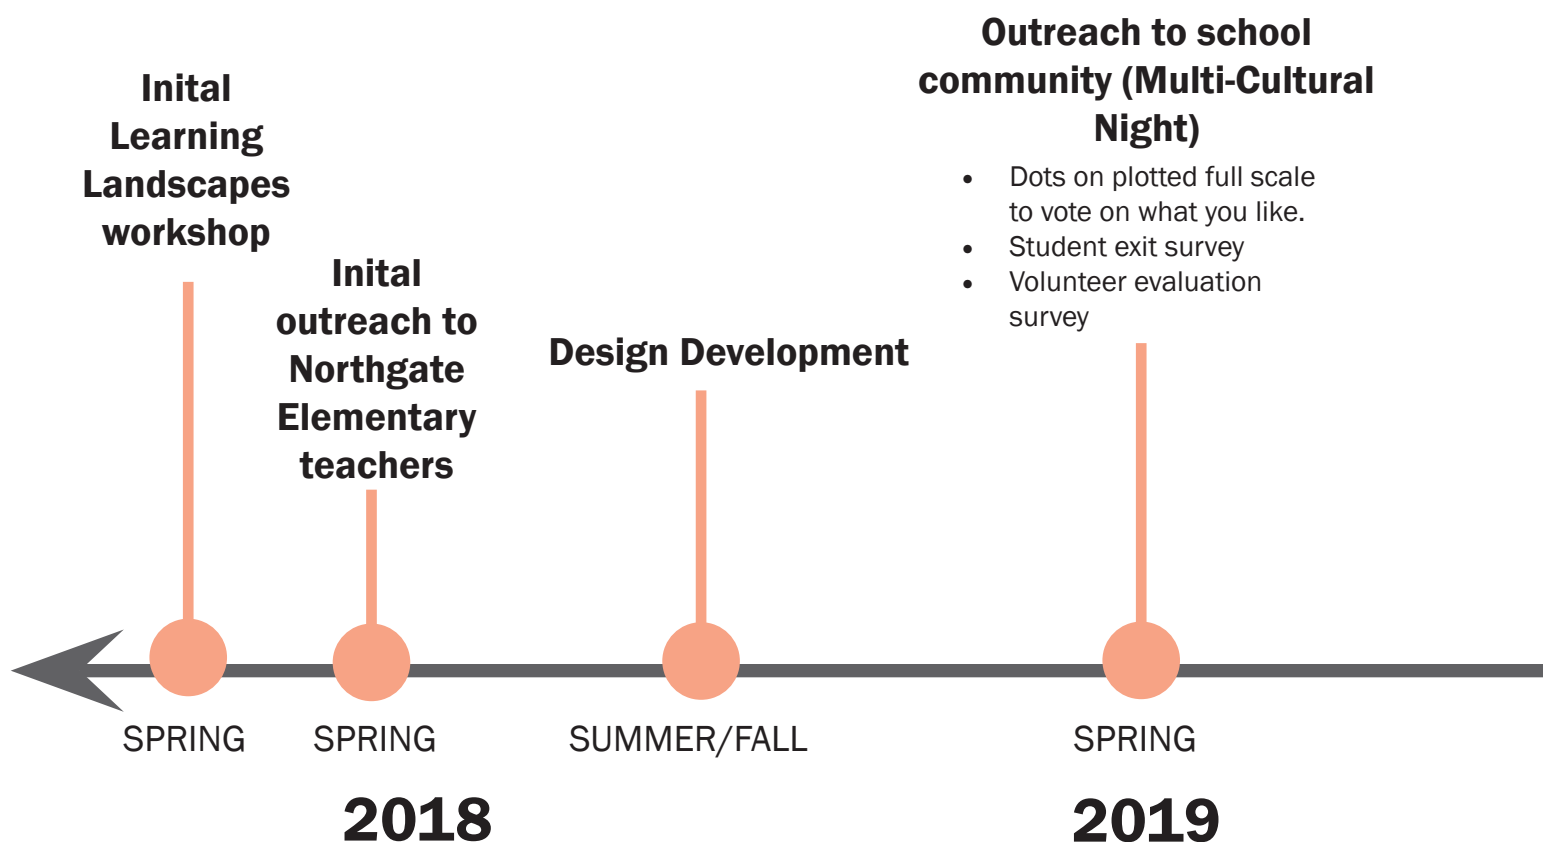 Inital
Learning
Landscapes
workshop
Inital
outreach to
Northgate
Elementary
teachers
Design Development
Outreach to school
community (Multi-Cultural
Night)
• Dots on plotted full scale
to vote on what you like.
• Student exit survey
• Volunteer evaluation
survey
SPRING
SPRING
SUMMER/FALL
SPRING
2018
2019